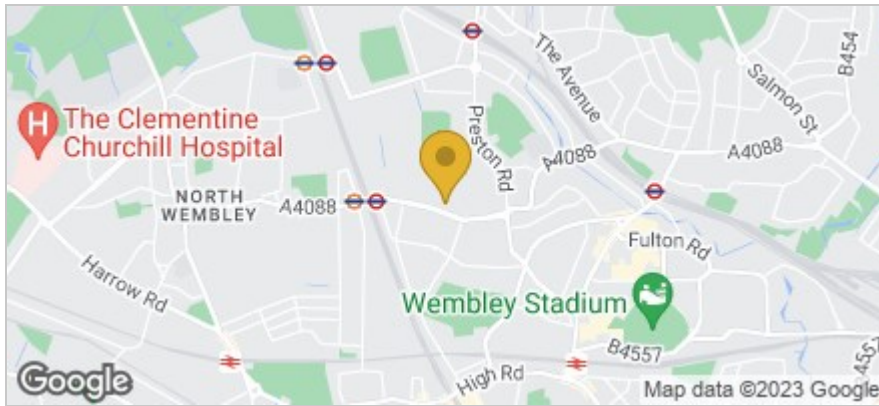 The Avenue
B454
Salmon St
H The Clementine
Churchill Hospital
Preston Rd
A4088
A4088
NORTH
WEMBLEY
A4088
Fulton Rd
Harrow Rd
Wembley Stadium
B4557
4557
High Rd
Google
Map data ©2023 Google